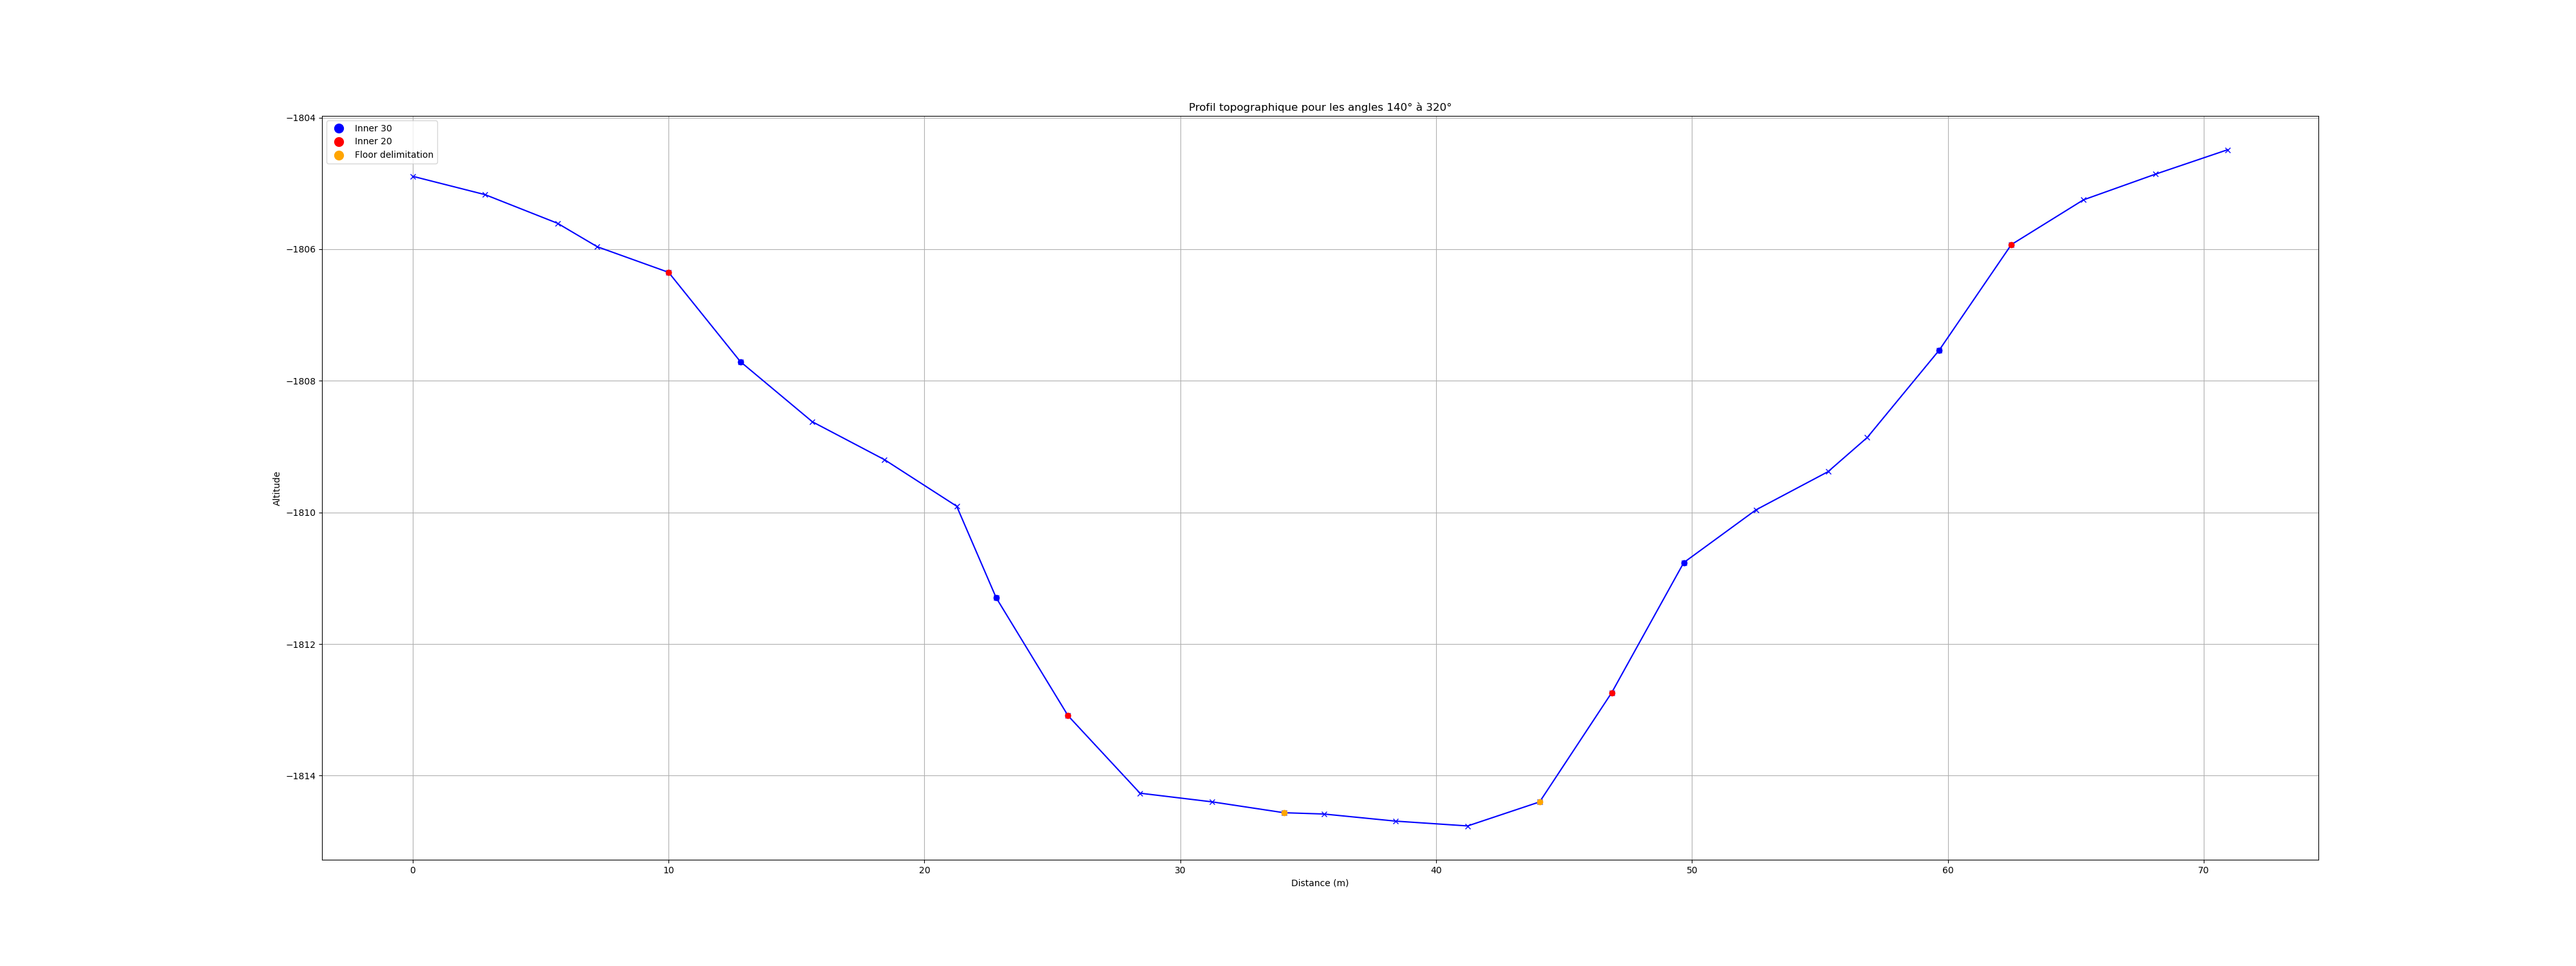 Profil topographique pour les angles 140° à 320°
Inner 30
Inner 20
Floor delimitation
−1804
−1806
−1808
−1810
−1812
−1814
Altitude
0 10 20 30 40 50 60 70
Distance (m)